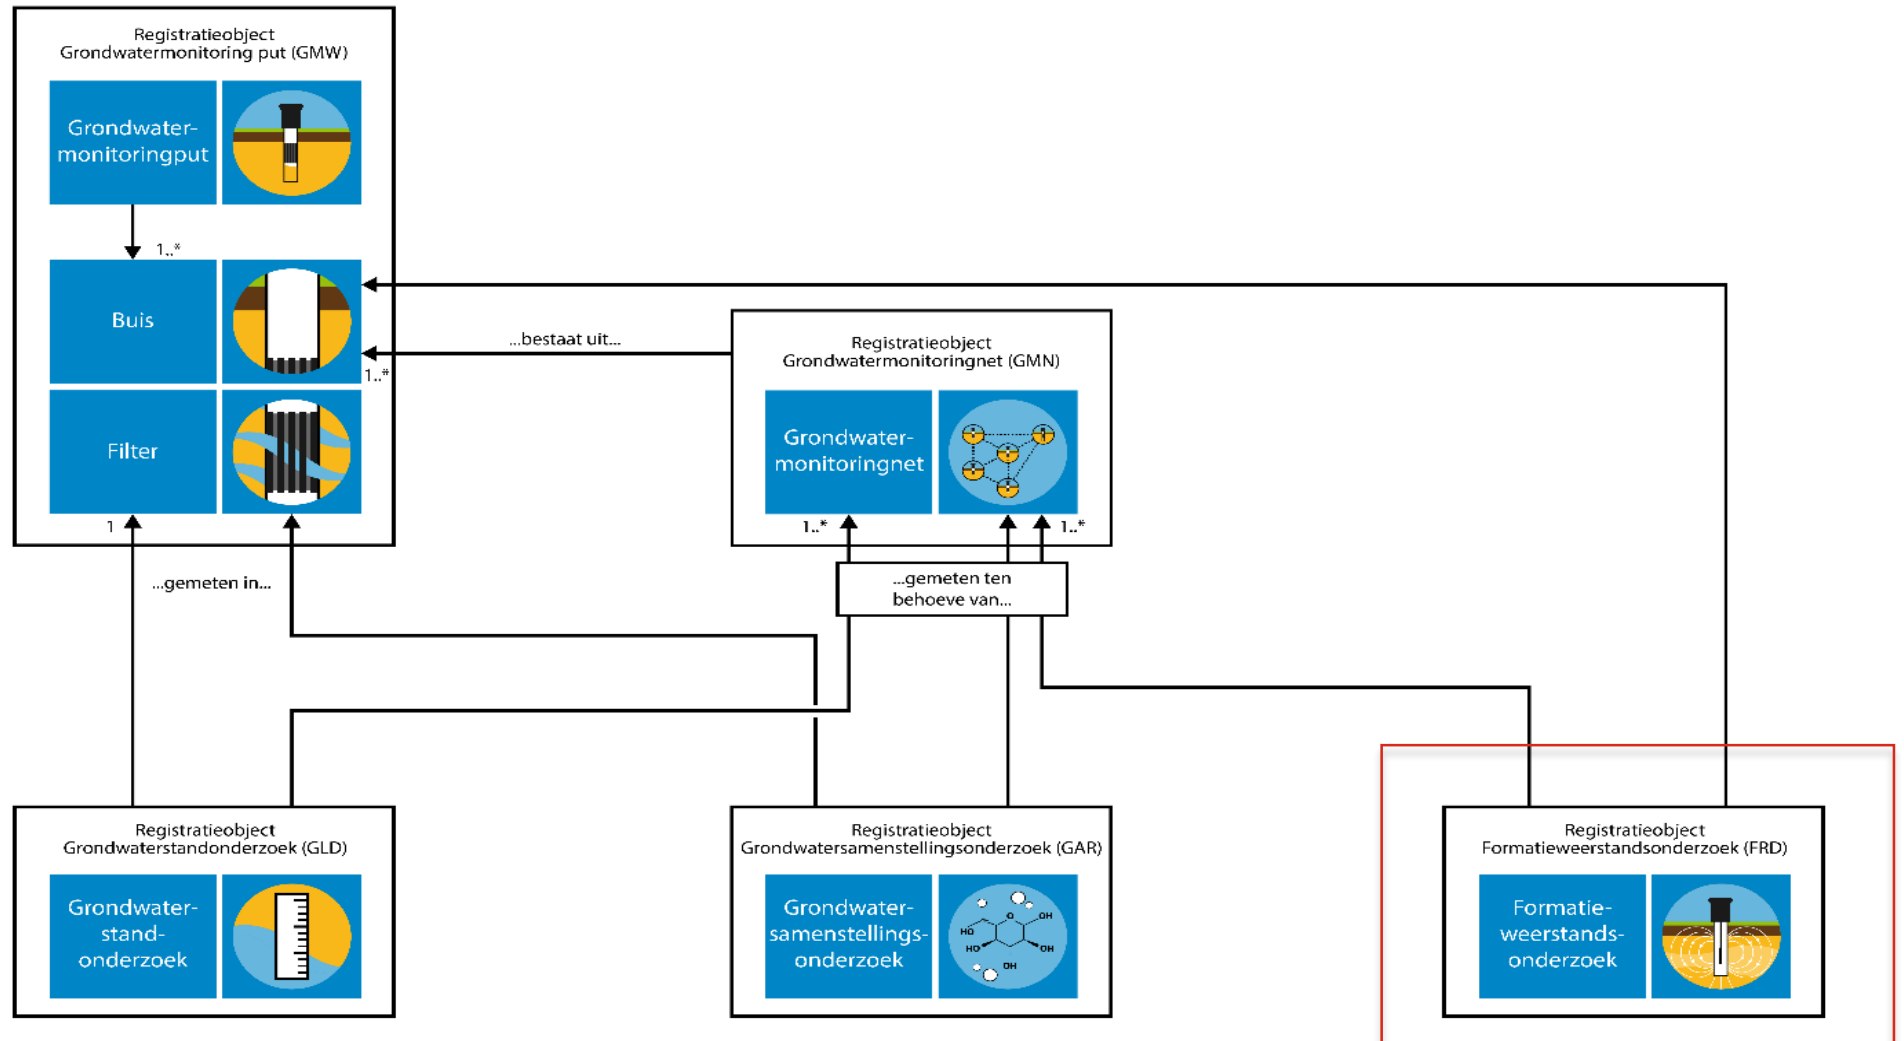 Registratieobject
Grondwatermonitoring put (GMW)
Grondwater-
monitoringput
1..*
Buis
1..*
Filter
1
...gemeten in...
...bestaat uit...
Registratieobject
Grondwatermonitoringnet (GMN)
Grondwater-
monitoringnet
1..*
1..*
...gemeten ten
behoeve van...
Registratieobject
Grondwaterstandonderzoek (GLD)
Grondwater-
stand-
onderzoek
Registratieobject
Grondwatersamenstellingsonderzoek (GAR)
Grondwater-
samenstellings-
onderzoek
O
OH
HO
HO
OH
OH
Registratieobject
Formatieweerstandsonderzoek (FRD)
Formatie-
weerstands-
onderzoek